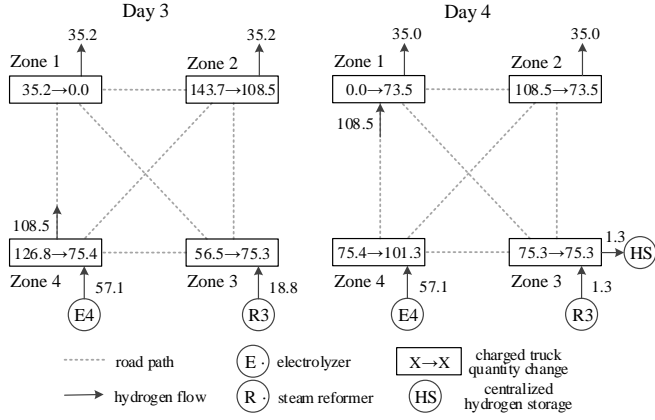 Day 3
Day 4
35.2
35.2
35.0
35.0
Zone 1
Zone 2
Zone 1
Zone 2
35.2→0.0
143.7→108.5
0.0→73.5
108.5→73.5
108.5
108.5
126.8→75.4
56.5→75.3
75.4→101.3
75.3→75.3
1.3
HS
Zone 4
Zone 3
Zone 4
Zone 3
57.1
18.8
57.1
1.3
E4
R3
E4
R3
road path
E· electrolyzer
X→X
charged truck
quantity change
hydrogen flow
R· steam reformer
HS
centralized
hydrogen storage